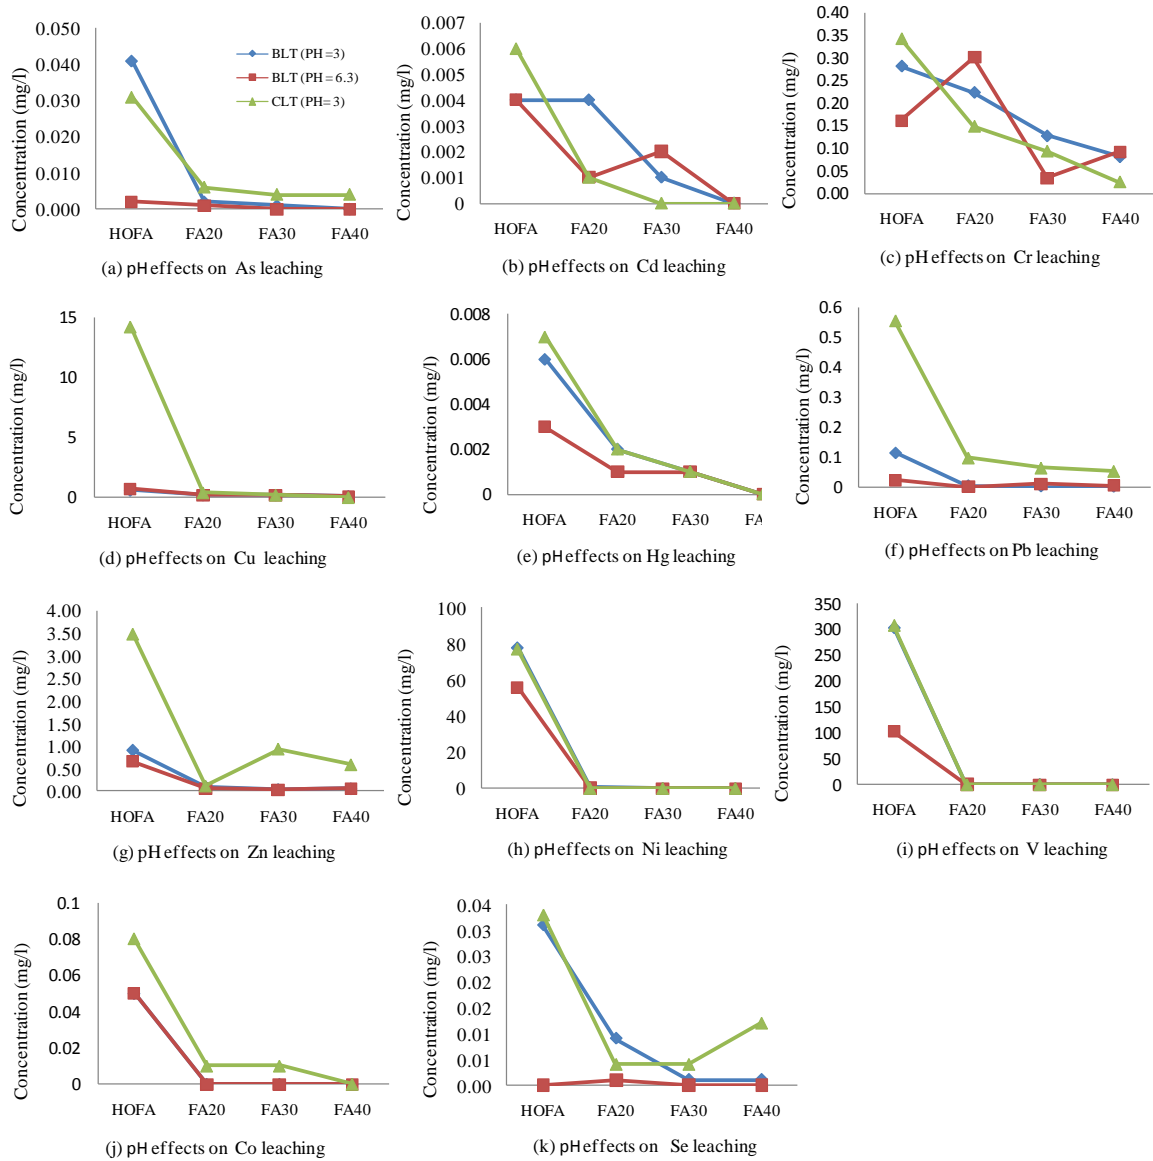 0.050
0.040
0.030
0.020
0.010
0.000
Concentration (mg/l)
BLT (PH =3)
BLT (PH = 6.3)
CLT (PH= 3)
HOFA FA20 FA30 FA40
(a) pH effects on As leaching
0.007
0.006
0.005
0.004
0.003
0.002
0.001
0
Concentration (mg/l)
HOFA FA20 FA30 FA40
(b) pH effects on Cd leaching
0.40
0.35
0.30
0.25
0.20
0.15
0.10
0.05
0.00
Concentration (mg/l)
HOFA FA20 FA30 FA40
(c) pH effects on Cr leaching
15
10
5
0
Concentration (mg/l)
HOFA FA20 FA30 FA40
(d) pH effects on Cu leaching
0.008
0.006
0.004
0.002
0
Concentration (mg/l)
HOFA FA20 FA30 FA
(e) pH effects on Hg leaching
0.6
0.5
0.4
0.3
0.2
0.1
0
Concentration (mg/l)
HOFA FA20 FA30 FA40
(f) pH effects on Pb leaching
4.00
3.50
3.00
2.50
2.00
1.50
1.00
0.50
0.00
Concentration (mg/l)
HOFA FA20 FA30 FA40
(g) pH effects on Zn leaching
100
80
60
40
20
0
Concentration (mg/l)
HOFA FA20 FA30 FA40
(h) pH effects on Ni leaching
350
300
250
200
150
100
50
0
Concentration (mg/l)
HOFA FA20 FA30 FA40
(i) pH effects on V leaching
0.1
0.08
0.06
0.04
0.02
0
Concentration (mg/l)
HOFA FA20 FA30 FA40
(j) pH effects on Co leaching
0.04
0.03
0.03
0.02
0.02
0.01
0.01
0.00
Concentration (mg/l)
HOFA FA20 FA30 FA40
(k) pH effects on Se leaching